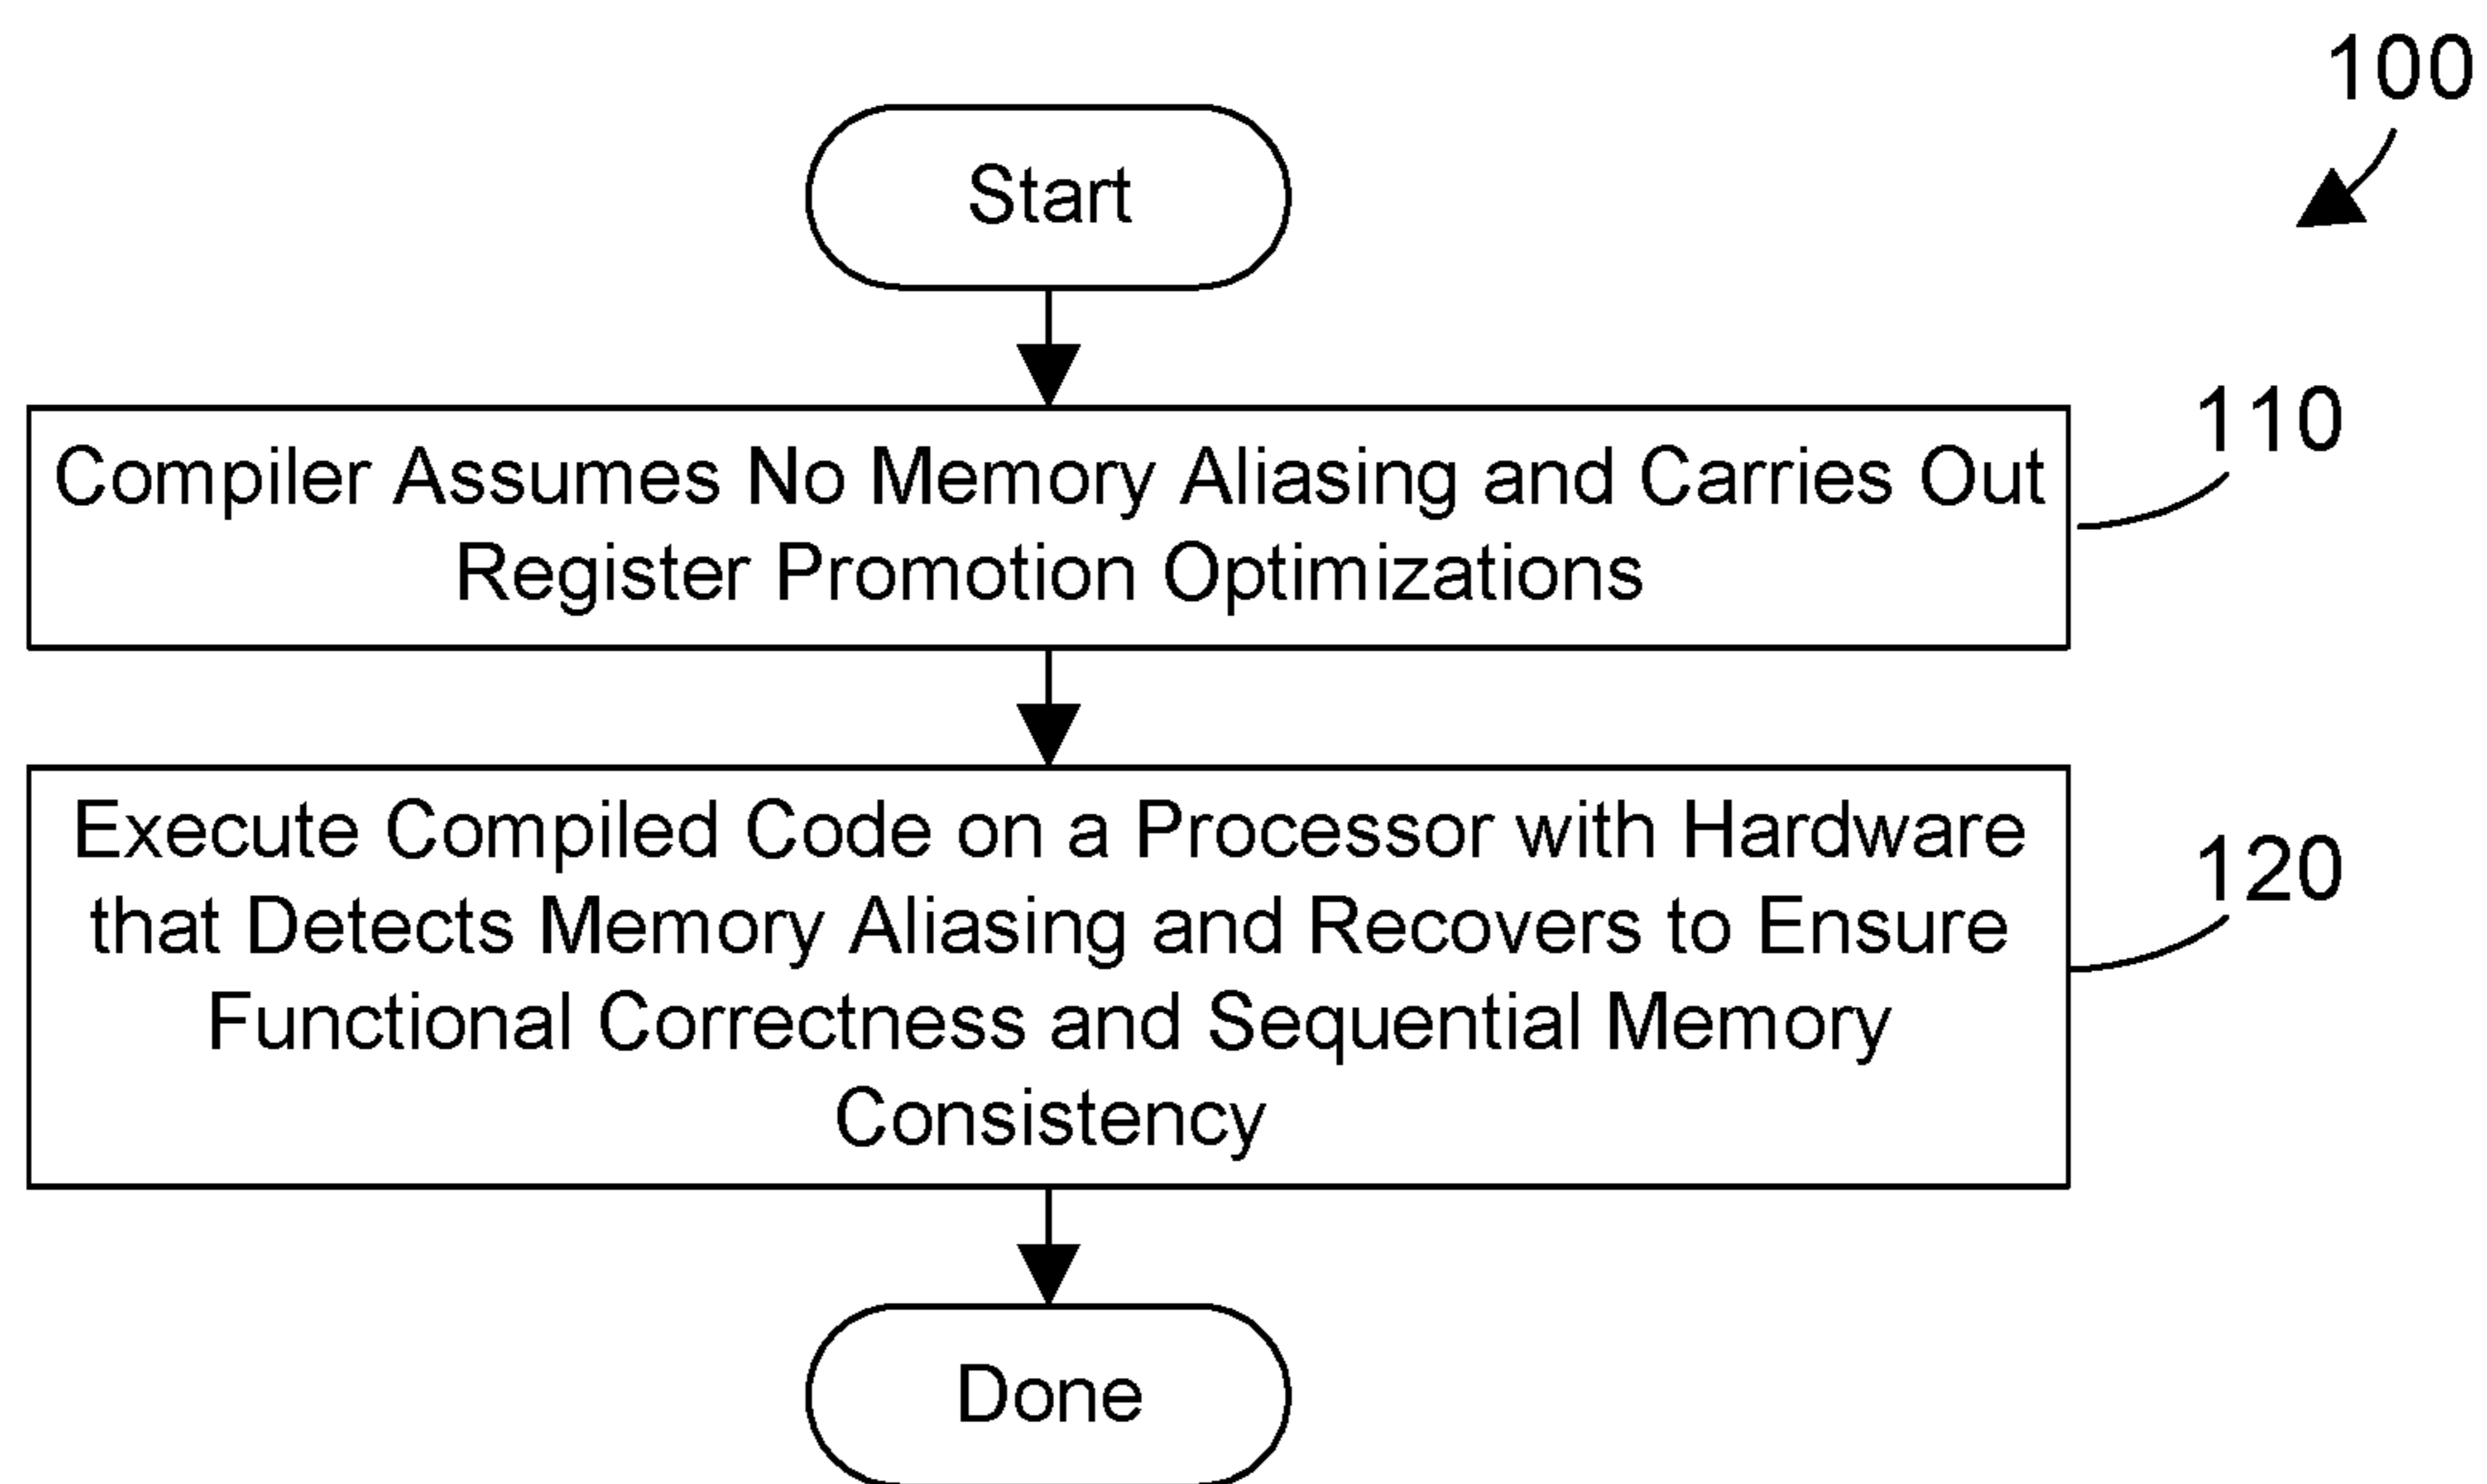 100
Start
110
Compiler Assumes No Memory Aliasing and Carries Out
Register Promotion Optimizations
120
Execute Compiled Code on a Processor with Hardware
that Detects Memory Aliasing and Recovers to Ensure
Functional Correctness and Sequential Memory
Consistency
Done